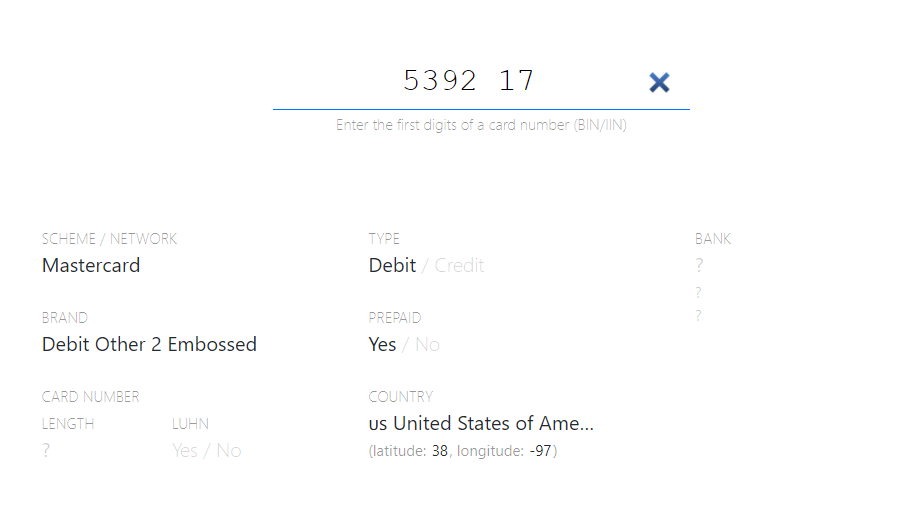 5392 17
Enter the first digits of a card number (BIN/IIN)
SCHEME / NETWORK
Mastercard
TYPE
Debit / Credit
BANK
?
?
?
BRAND
Debit Other 2 Embossed
PREPAID
Yes / No
CARD NUMBER
LENGTH
?
LUHN
Yes / No
COUNTRY
us United States of Ame...
(latitude: 38, longitude: -97)